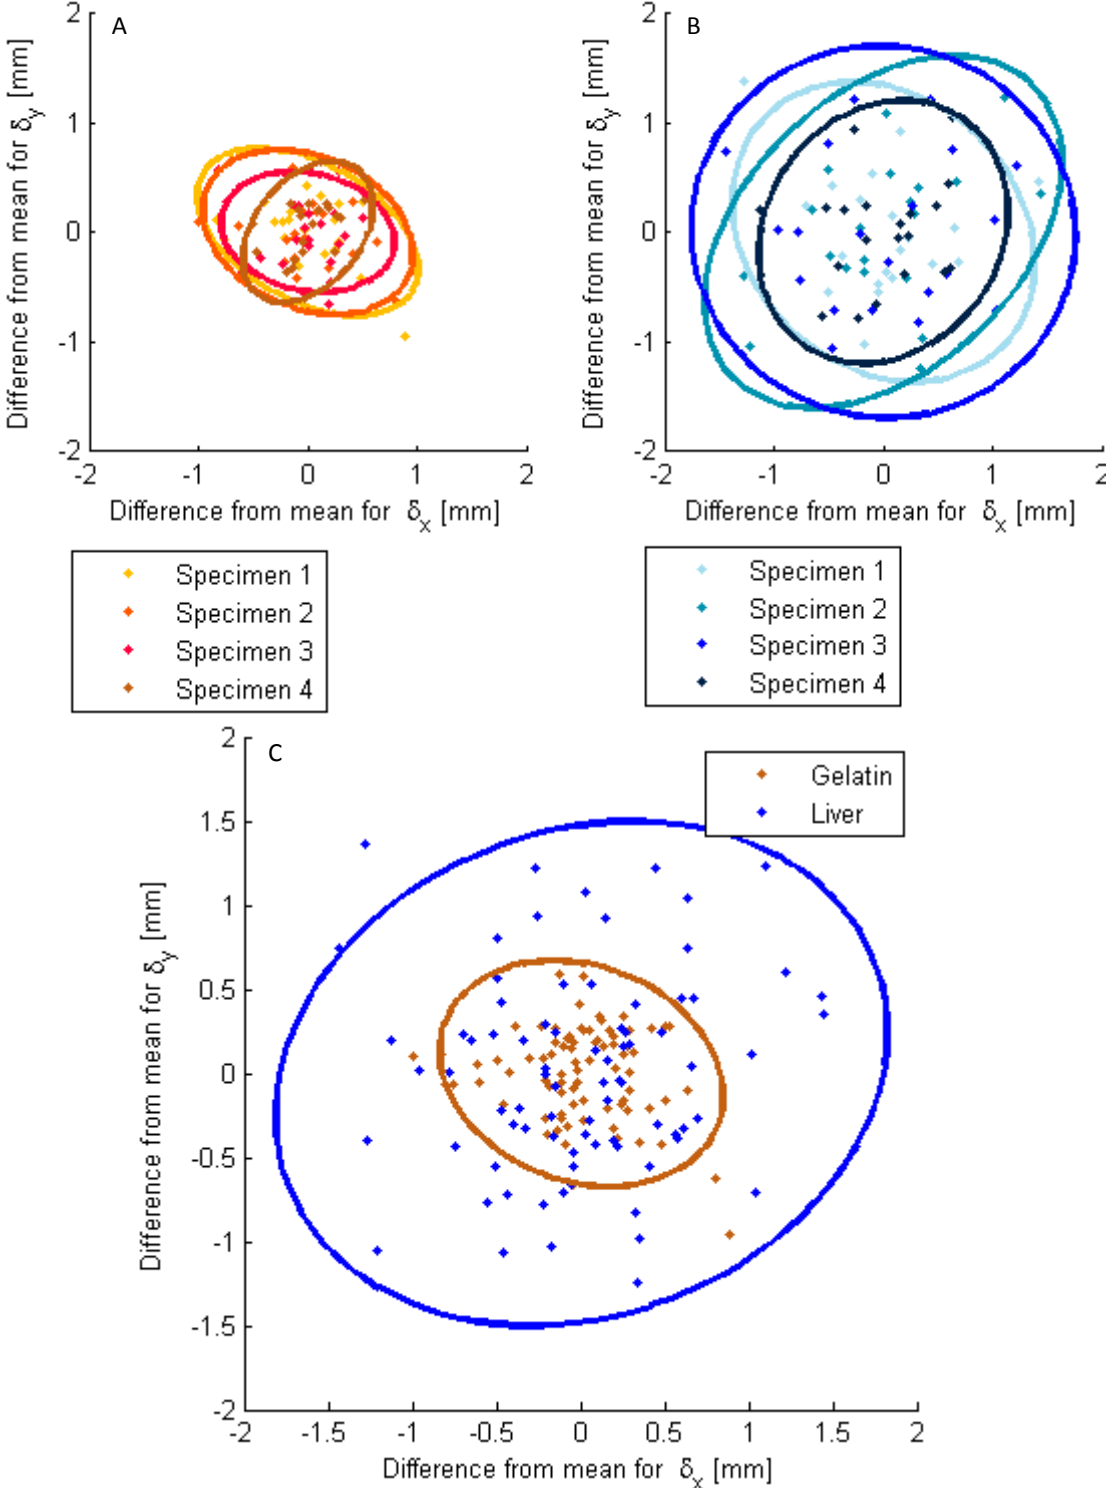 A
Difference from mean for δy [mm]
2
1
0
-1
-2
-2 -1 0 1 2
Difference from mean for δx [mm]
B
Difference from mean for δy [mm]
2
1
0
-1
-2
-2 -1 0 1 2
Difference from mean for δx [mm]
Specimen 1
Specimen 2
Specimen 3
Specimen 4
Specimen 1
Specimen 2
Specimen 3
Specimen 4
C
Gelatin
Liver
Difference from mean for δy [mm]
2
1.5
1
0.5
0
-0.5
-1
-1.5
-2
-2 -1.5 -1 -0.5 0 0.5 1 1.5 2
Difference from mean for δx [mm]